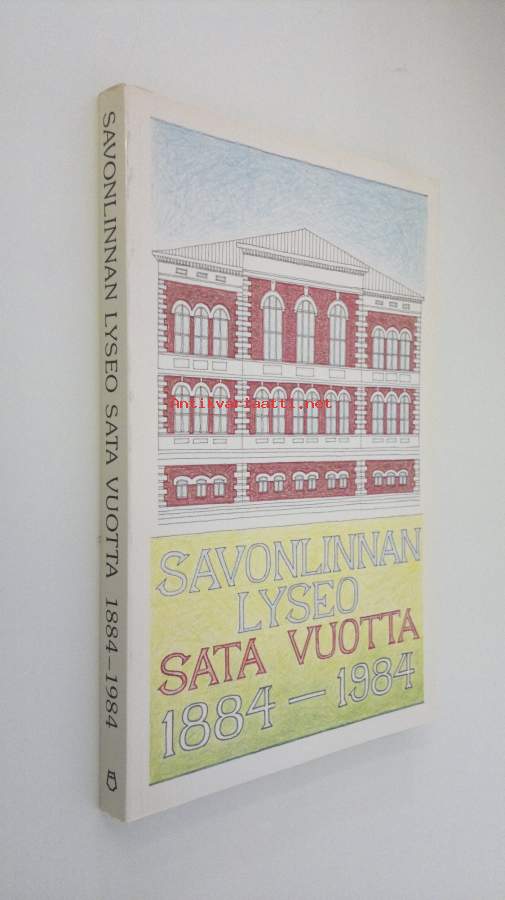 SAVONLINNAN LYSEO SATA VUOTTA 1884–1984
Antikvariaatti.net
SAVONLINNAN
LYSEO
SATA VUOTTA
1884 – 1984